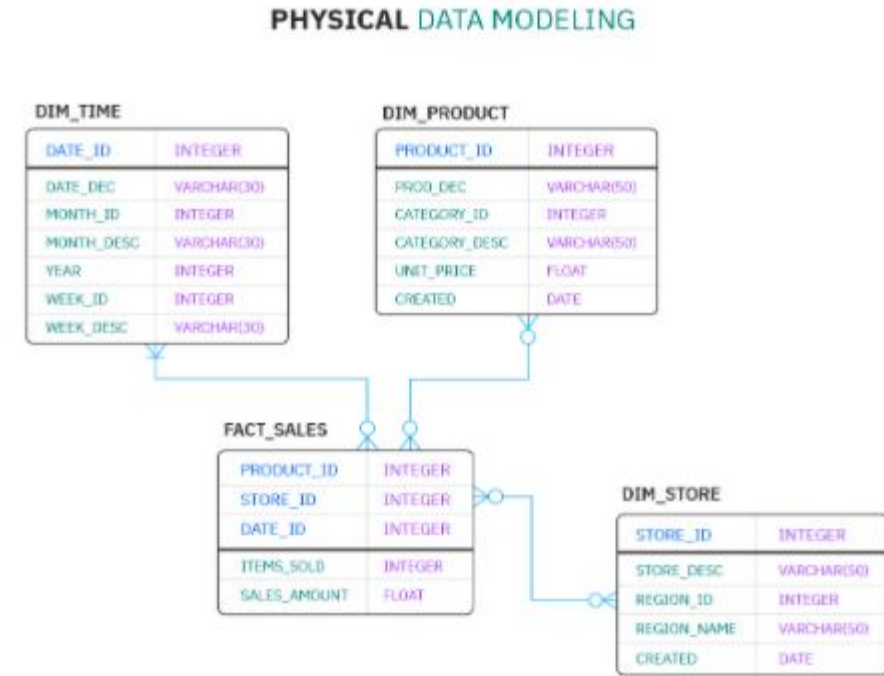 PHYSICAL DATA MODELING
DIM_TIME
DATE_ID INTEGER
DATE_DEC VARCHAR(30)
MONTH_ID INTEGER
MONTH_DESC VARCHAR(30)
YEAR INTEGER
WEEK_ID INTEGER
WEEK_DESC VARCHAR(30)
DIM_PRODUCT
PRODUCT_ID INTEGER
PROD_DEC VARCHAR(50)
CATEGORY_ID INTEGER
CATEGORY_DESC VARCHAR(50)
UNIT_PRICE FLOAT
CREATED DATE
FACT_SALES
PRODUCT_ID INTEGER
STORE_ID INTEGER
DATE_ID INTEGER
ITEMS_SOLD INTEGER
SALES_AMOUNT FLOAT
DIM_STORE
STORE_ID INTEGER
STORE_DESC VARCHAR(50)
REGION_ID INTEGER
REGION_NAME VARCHAR(50)
CREATED DATE